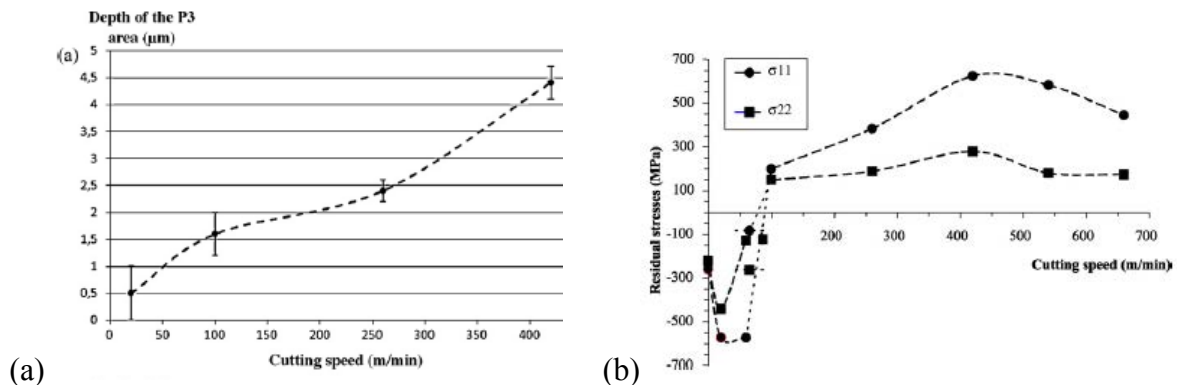 Depth of the P3
area (μm)
(a)
5
4,5
4
3,5
3
2,5
2
1,5
1
0,5
0
0 50 100 150 200 250 300 350 400
Cutting speed (m/min)
(a)
700
500
300
100
-100
-300
-500
-700
σ11
σ22
Residual stresses (MPa)
200 300 400 500 600 700
Cutting speed (m/min)
(b)